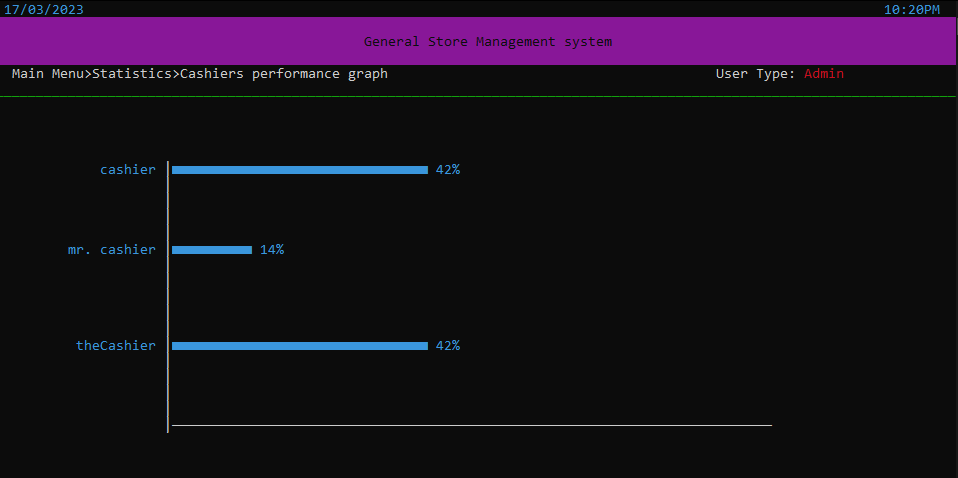 17/03/2023 10:20PM
General Store Management system
Main Menu>Statistics>Cashiers performance graph User Type: Admin
cashier 42%
mr. cashier 14%
theCashier 42%